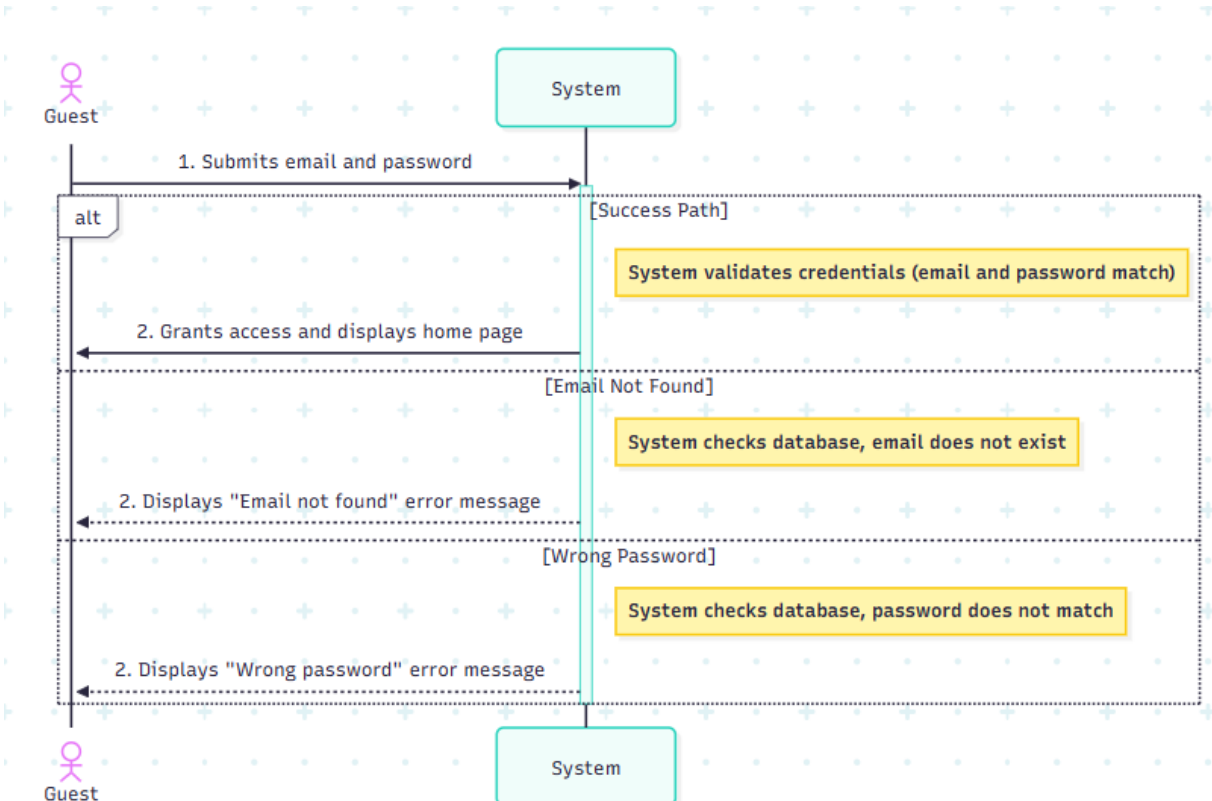 System
Guest
1. Submits email and password
alt
[Success Path]
System validates credentials (email and password match)
2. Grants access and displays home page
[Email Not Found]
System checks database, email does not exist
2. Displays "Email not found" error message
[Wrong Password]
System checks database, password does not match
2. Displays "Wrong password" error message
System
Guest